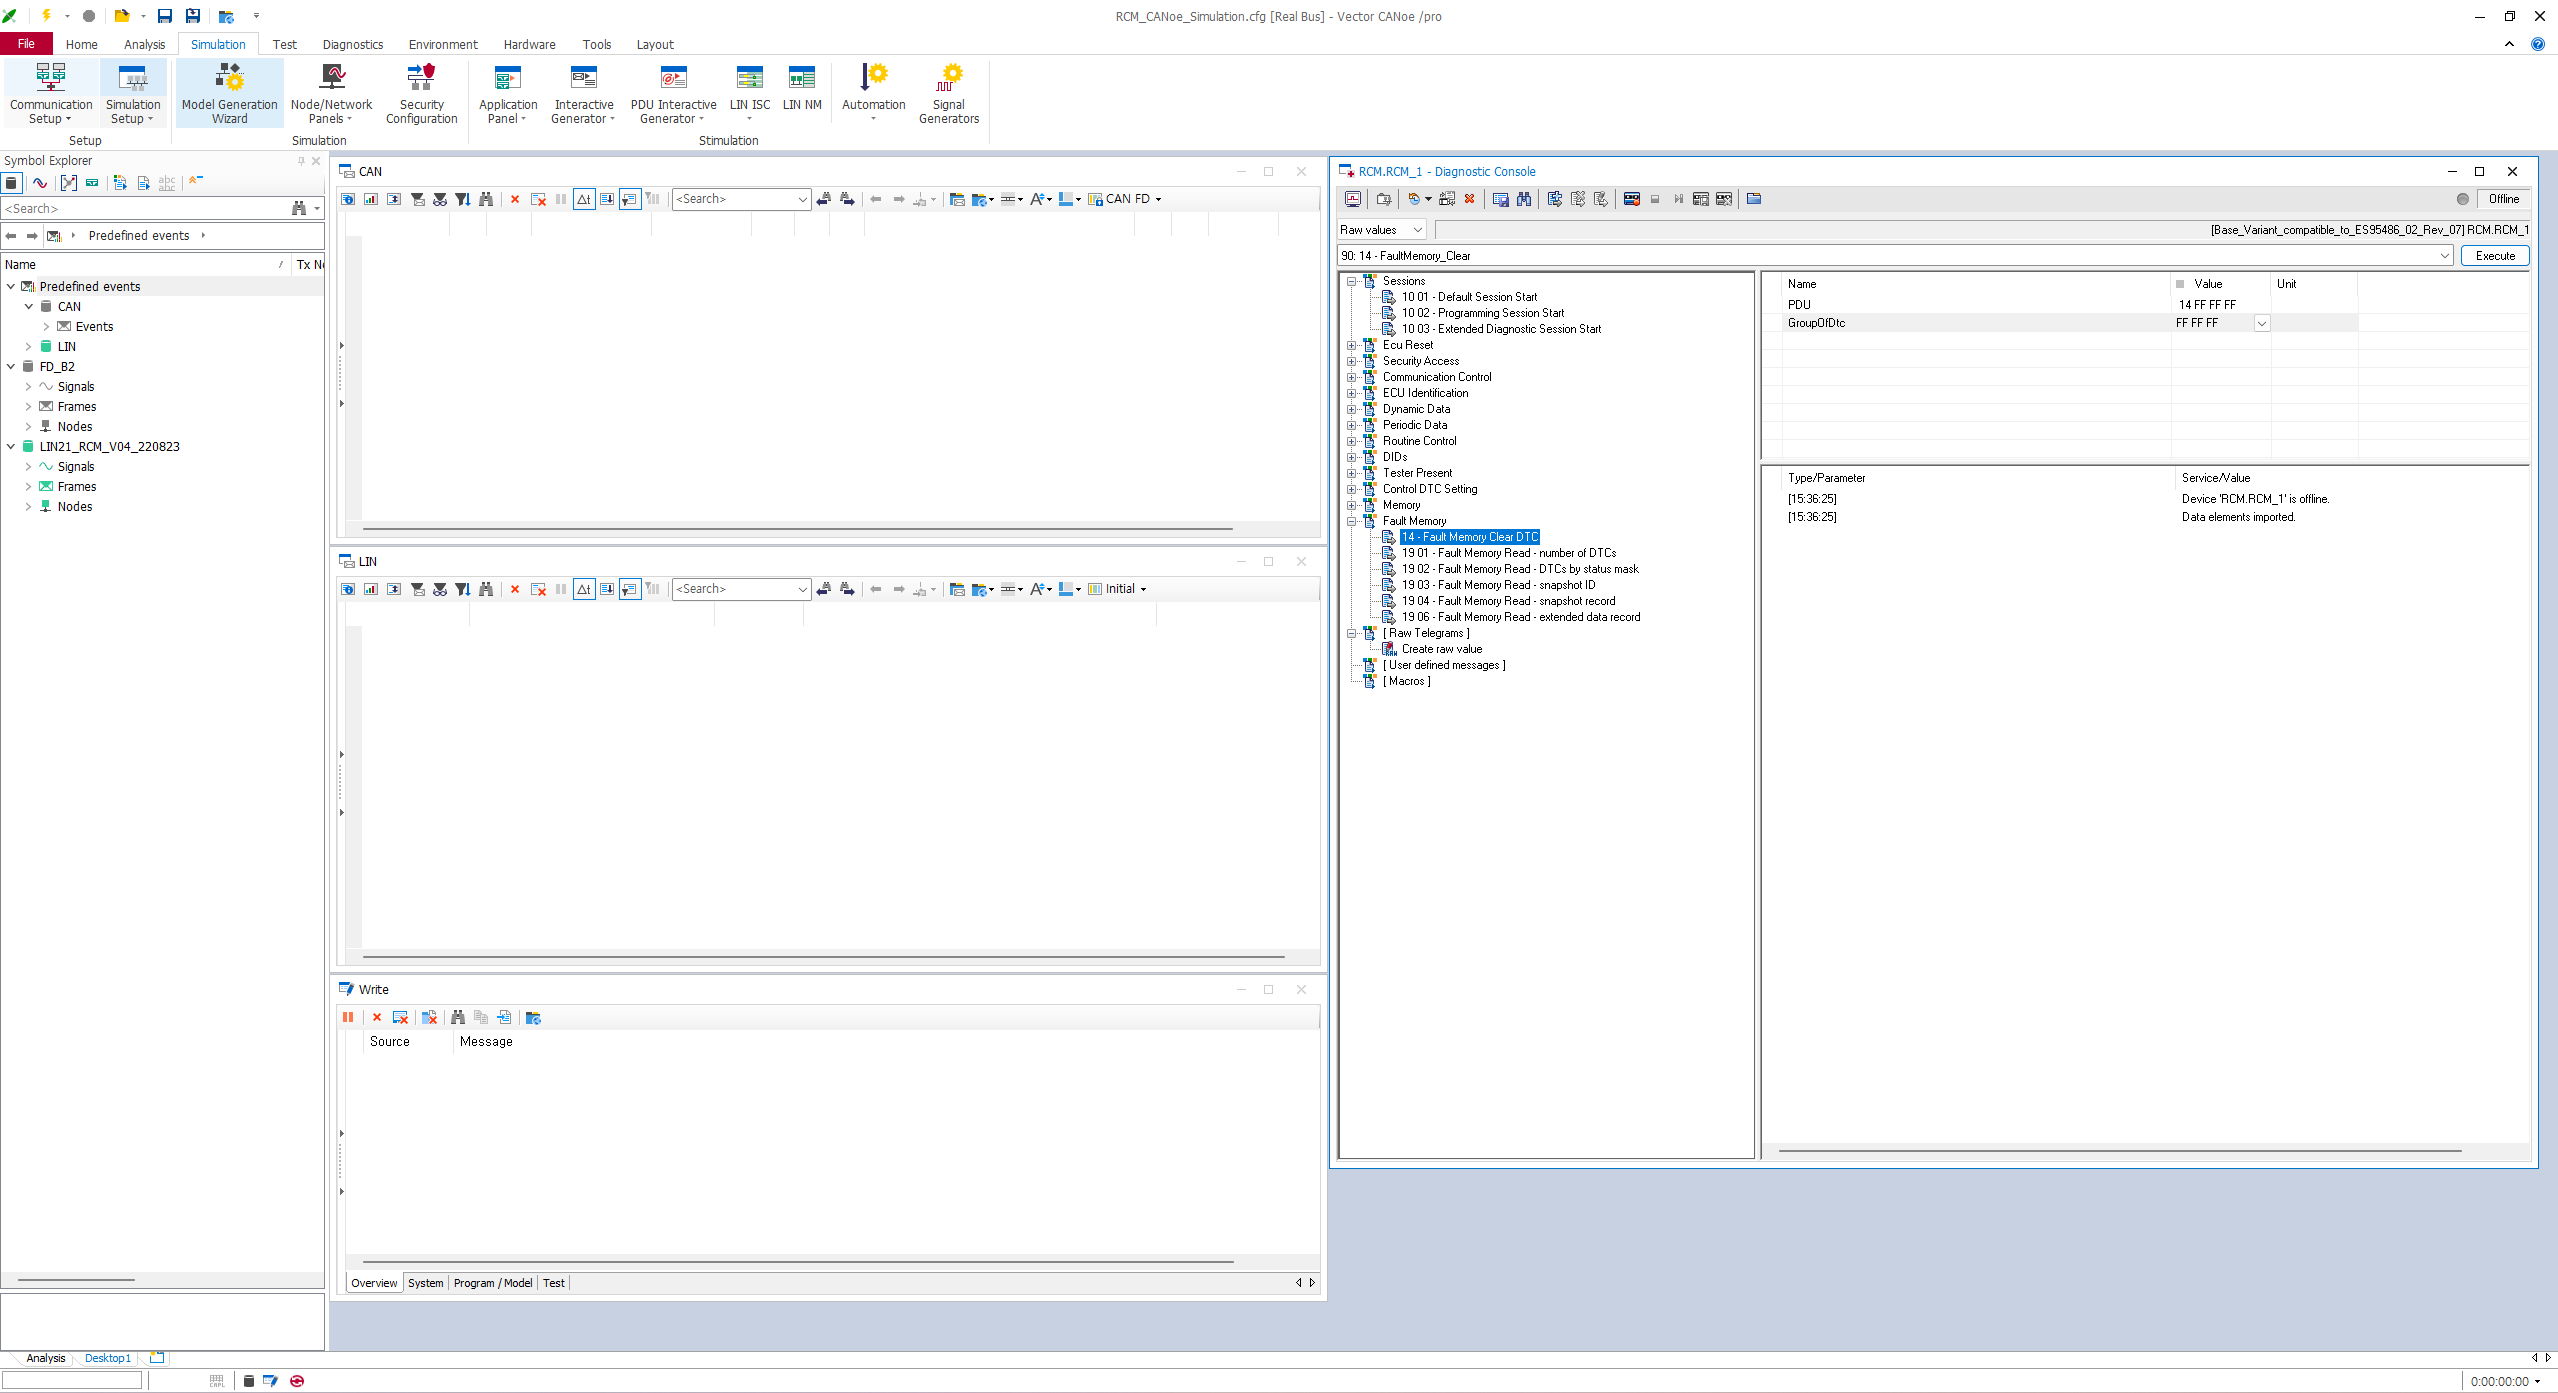 RCM_CANoe_Simulation.cfg [Real Bus] - Vector CANoe /pro
File Home Analysis Simulation Test Diagnostics Environment Hardware Tools Layout
Communication Setup
Simulation Setup
Model Generation Wizard
Node/Network Panels
Security Configuration
Application Panel
Interactive Generator
PDU Interactive Generator
LIN ISC
LIN NM
Automation
Signal Generators
Setup Simulation Stimulation
Symbol Explorer
abc
abc
<Search>
Predefined events
Name Tx
Predefined events
CAN
Events
LIN
FD_B2
Signals
Frames
Nodes
LIN21_RCM_V04_220823
Signals
Frames
Nodes
CAN
Δt <Search> CAN FD
LIN
Δt <Search> Initial
Write
Source Message
Overview System Program / Model Test
RCM.RCM_1 - Diagnostic Console
Offline
Raw values [Base_Variant_compatible_to_ES95486_02_Rev_07] RCM.RCM_1
90: 14 - FaultMemory_Clear Execute
Sessions
10 01 - Default Session Start
10 02 - Programming Session Start
10 03 - Extended Diagnostic Session Start
Ecu Reset
Security Access
Communication Control
ECU Identification
Dynamic Data
Periodic Data
Routine Control
DIDs
Tester Present
Control DTC Setting
Memory
Fault Memory
14 - Fault Memory Clear DTC
19 01 - Fault Memory Read - number of DTCs
19 02 - Fault Memory Read - DTCs by status mask
19 03 - Fault Memory Read - snapshot ID
19 04 - Fault Memory Read - snapshot record
19 06 - Fault Memory Read - extended data record
[ Raw Telegrams ]
Create raw value
[ User defined messages ]
[ Macros ]
Name Value Unit
PDU 14 FF FF FF
GroupOfDtc FF FF FF
Type/Parameter Service/Value
[15:36:25] Device 'RCM.RCM_1' is offline.
[15:36:25] Data elements imported.
Analysis Desktop1
CAPL
0:00:00:00